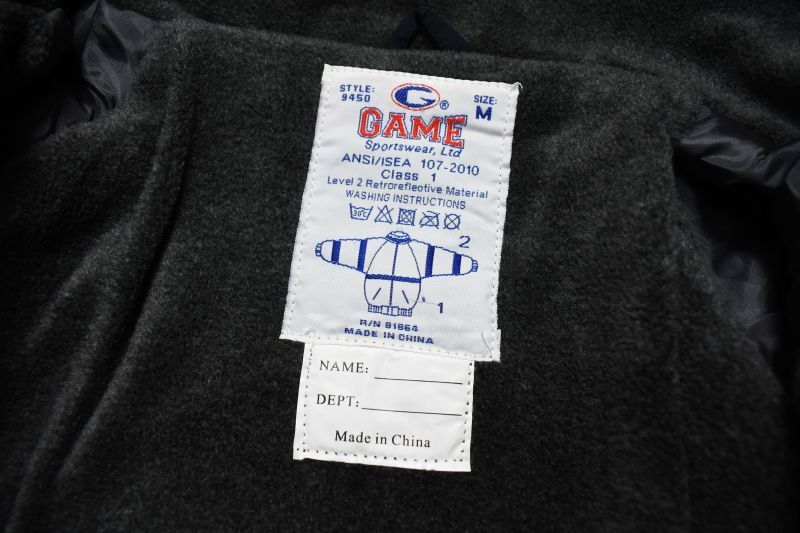 STYLE:
9450
G ®
SIZE:
M
GAME
Sportswear, Ltd
ANSI/ISEA 107-2010
Class 1
Level 2 Retroreflective Material
WASHING INSTRUCTIONS
30°C
2
1
R/N 81664
MADE IN CHINA
NAME:
DEPT:
Made in China